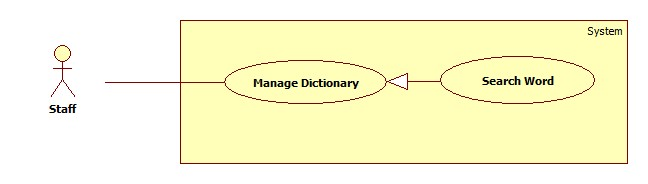 System
Manage Dictionary
Search Word
Staff